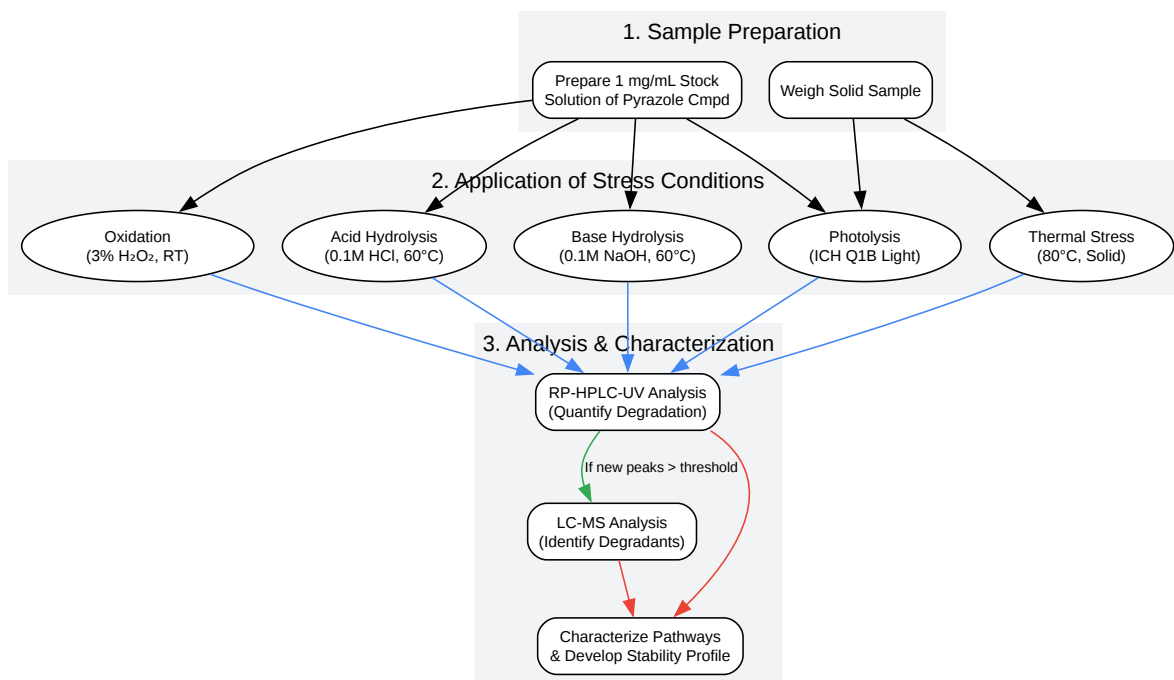 1. Sample Preparation
Prepare 1 mg/mL Stock
Solution of Pyrazole Cmpd
Weigh Solid Sample
2. Application of Stress Conditions
Oxidation
(3% H₂O₂, RT)
Acid Hydrolysis
(0.1M HCl, 60°C)
Base Hydrolysis
(0.1M NaOH, 60°C)
Photolysis
(ICH Q1B Light)
Thermal Stress
(80°C, Solid)
3. Analysis & Characterization
RP-HPLC-UV Analysis
(Quantify Degradation)
If new peaks > threshold
LC-MS Analysis
(Identify Degradants)
Characterize Pathways
& Develop Stability Profile